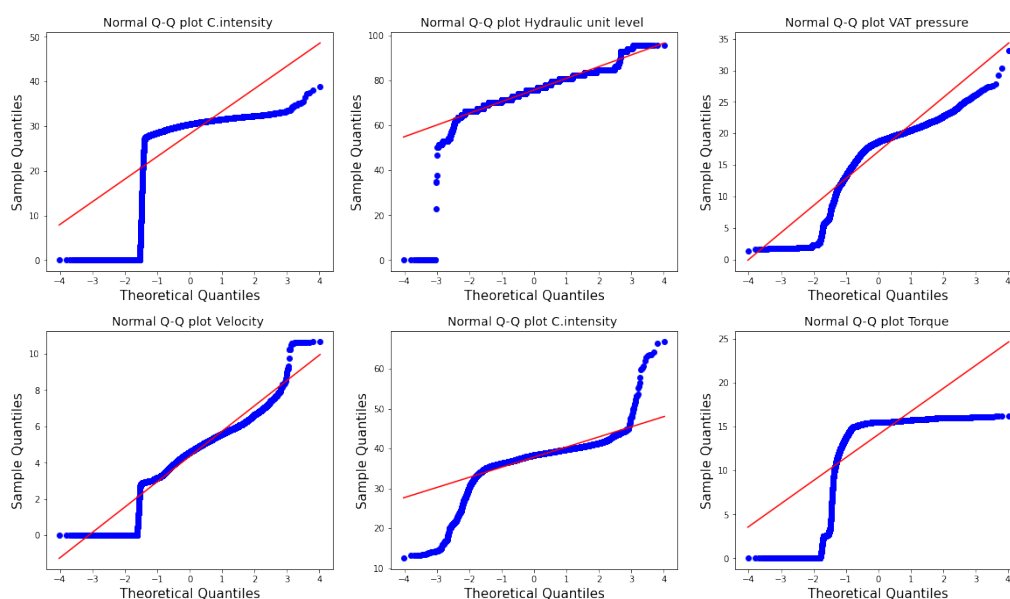 Normal Q-Q plot C.intensity
Normal Q-Q plot Hydraulic unit level
Normal Q-Q plot VAT pressure
50
40
30
20
10
0
Sample Quantiles
−4 −3 −2 −1 0 1 2 3 4
Theoretical Quantiles
100
80
60
40
20
0
Sample Quantiles
−4 −3 −2 −1 0 1 2 3 4
Theoretical Quantiles
35
30
25
20
15
10
5
0
Sample Quantiles
−4 −3 −2 −1 0 1 2 3 4
Theoretical Quantiles
Normal Q-Q plot Velocity
Normal Q-Q plot C.intensity
Normal Q-Q plot Torque
10
8
6
4
2
0
Sample Quantiles
−4 −3 −2 −1 0 1 2 3 4
Theoretical Quantiles
60
50
40
30
20
10
Sample Quantiles
−4 −3 −2 −1 0 1 2 3 4
Theoretical Quantiles
25
20
15
10
5
0
Sample Quantiles
−4 −3 −2 −1 0 1 2 3 4
Theoretical Quantiles